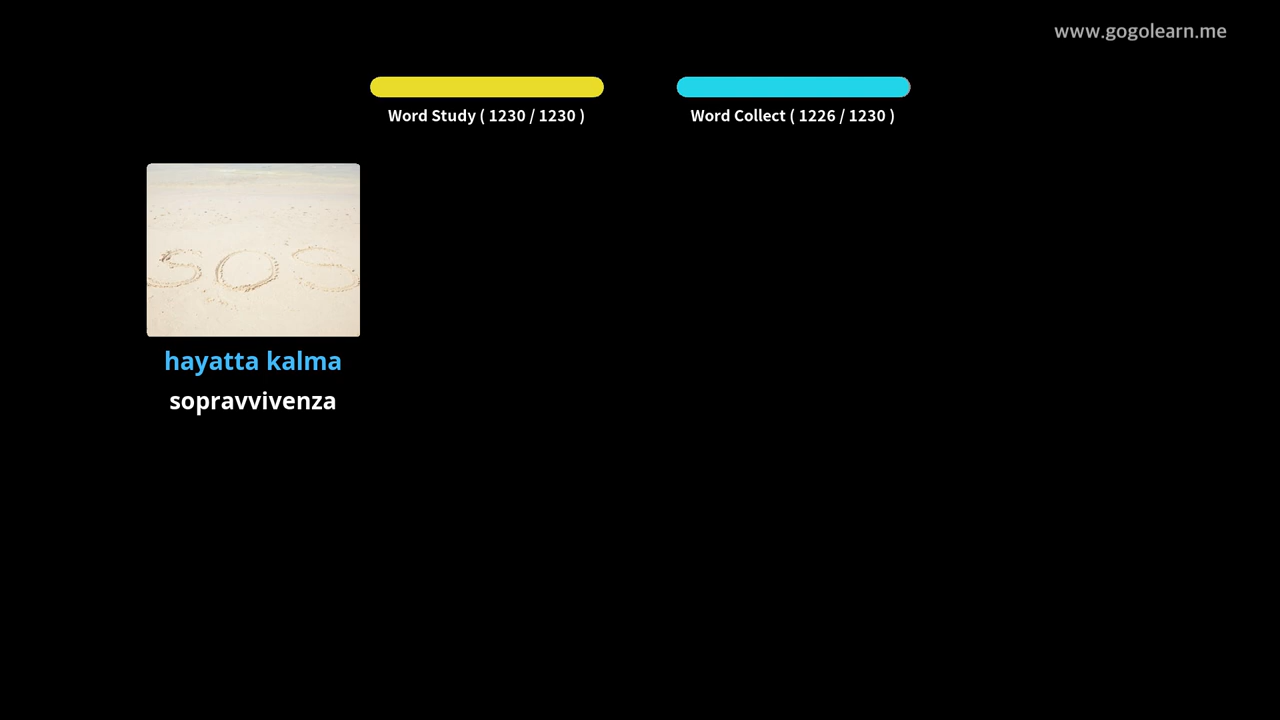 www.gogolearn.me
Word Study ( 1230 / 1230 )
Word Collect ( 1226 / 1230 )
SOS
hayatta kalma
sopravvivenza